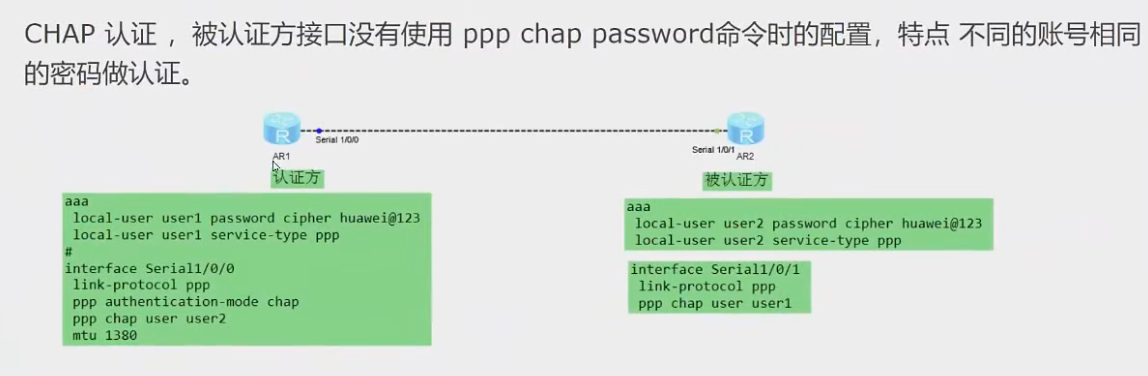 CHAP 认证 ，被认证方接口没有使用 ppp chap password命令时的配置，特点 不同的账号相同
的密码做认证。
Serial 1/0/0
Serial 1/0/1
AR1
AR2
认证方
被认证方
aaa
local-user user1 password cipher huawei@123
local-user user1 service-type ppp
#
interface Serial1/0/0
link-protocol ppp
ppp authentication-mode chap
ppp chap user user2
mtu 1380
aaa
local-user user2 password cipher huawei@123
local-user user2 service-type ppp
interface Serial1/0/1
link-protocol ppp
ppp chap user user1